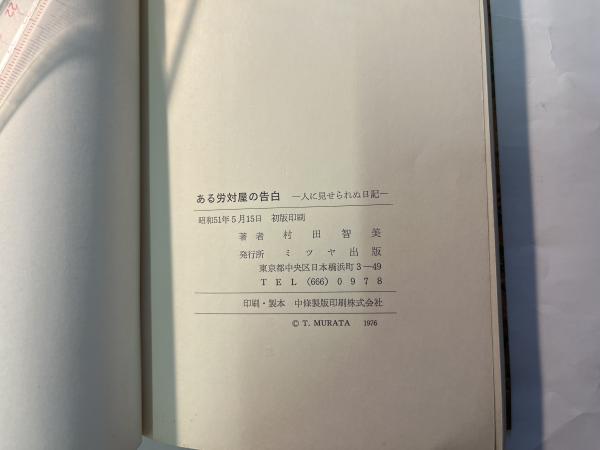 ある労対屋の告白 ―人に見せられぬ日記―
昭和51年5月15日 初版印刷
著者 村田智美
発行所 ミツヤ出版
東京都中央区日本橋浜町3―49
TEL (666) 0978
印刷・製本 中條製版印刷株式会社
© T. MURATA 1976
22